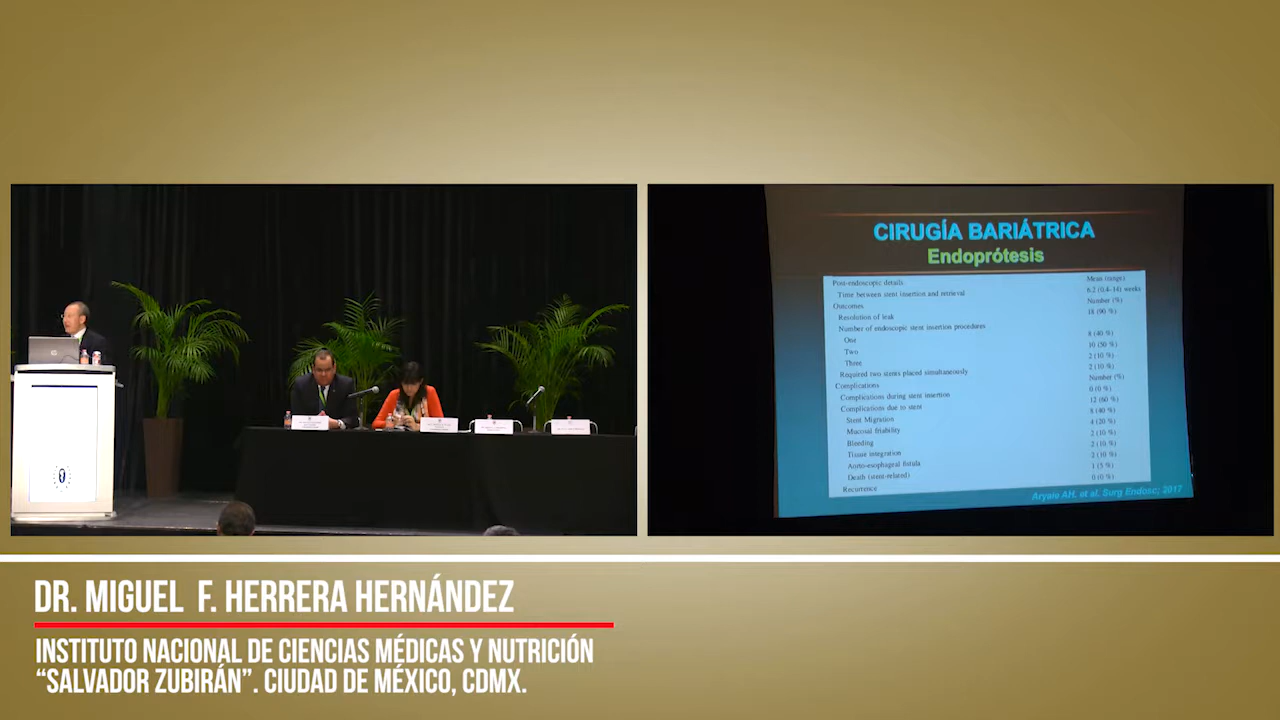 CIRUGÍA BARIÁTRICA
Endoprótesis
Post-endoscopic details Mean (range)
Time between stent insertion and retrieval 6.2 (0.4–14) weeks
Outcomes Number (%)
Resolution of leak 18 (90 %)
Number of endoscopic stent insertion procedures
One 8 (40 %)
Two 10 (50 %)
Three 2 (10 %)
Required two stents placed simultaneously 2 (10 %)
Complications Number (%)
Complications during stent insertion 0 (0 %)
Complications due to stent 12 (60 %)
Stent Migration 8 (40 %)
Mucosal friability 4 (20 %)
Bleeding 2 (10 %)
Tissue integration 2 (10 %)
Aorto-esophageal fistula 2 (10 %)
Death (stent-related) 1 (5 %)
Recurrence 0 (0 %)
Aryaie AH, et al. Surg Endosc; 2017
DR. MIGUEL F. HERRERA HERNÁNDEZ
INSTITUTO NACIONAL DE CIENCIAS MÉDICAS Y NUTRICIÓN
“SALVADOR ZUBIRÁN”. CIUDAD DE MÉXICO, CDMX.